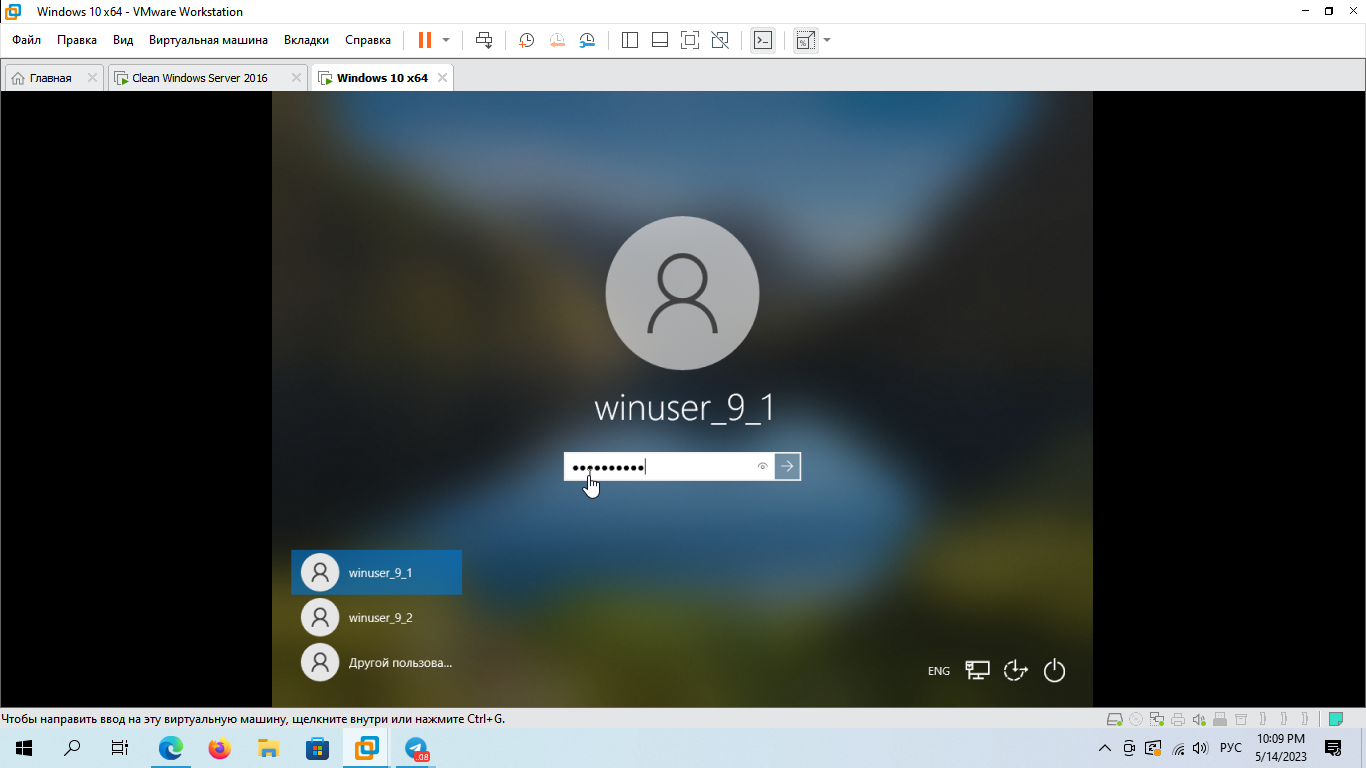 Windows 10 x64 - VMware Workstation
Файл Правка Вид Виртуальная машина Вкладки Справка
Главная Clean Windows Server 2016 Windows 10 x64
winuser_9_1
winuser_9_1
winuser_9_2
Другой пользова...
ENG
Чтобы направить ввод на эту виртуальную машину, щелкните внутри или нажмите Ctrl+G.
.08
РУС
10:09 PM
5/14/2023